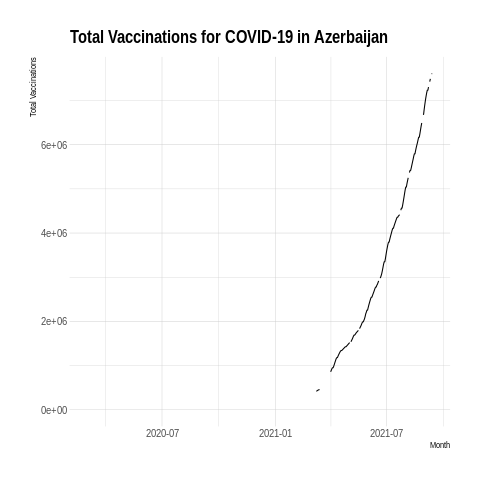 Total Vaccinations for COVID-19 in Azerbaijan
Total Vaccinations
6e+06
4e+06
2e+06
0e+00
2020-07
2021-01
2021-07
Month